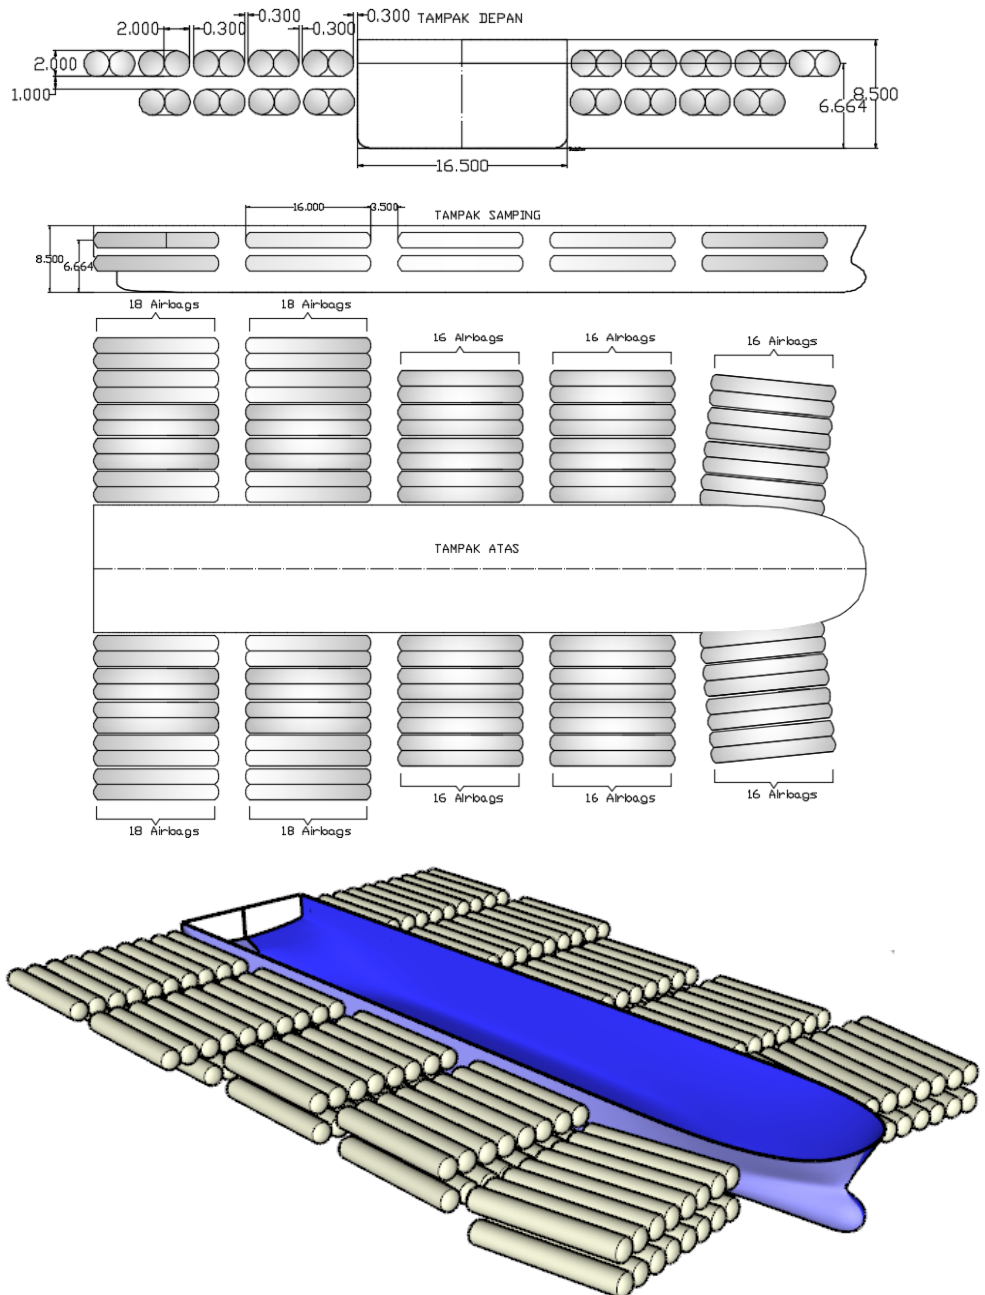 0.300
0.300
TAMPAK DEPAN
2.000
0.300
0.300
2.000
1.000
6.664
8.500
16.500
16.000
3.500
TAMPAK SAMPING
8.500
6.664
18 Airbags
18 Airbags
16 Airbags
16 Airbags
16 Airbags
TAMPAK ATAS
16 Airbags
16 Airbags
16 Airbags
18 Airbags
18 Airbags